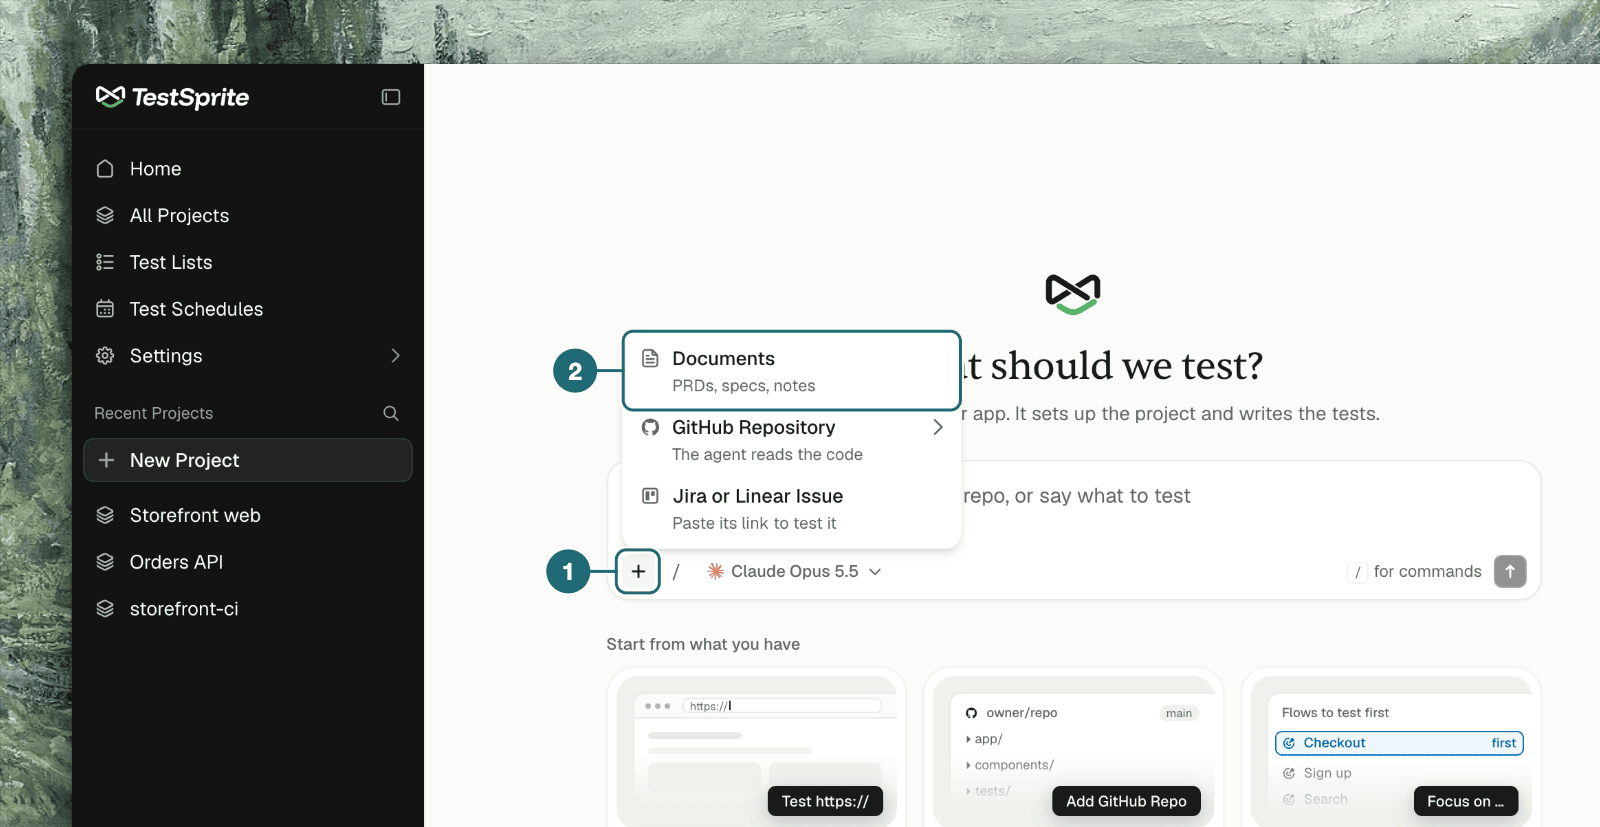 TestSprite
Home
All Projects
Test Lists
Test Schedules
Settings
Recent Projects
New Project
Storefront web
Orders API
storefront-ci
should we test?
app. It sets up the project and writes the tests.
2
Documents
PRDs, specs, notes
GitHub Repository
The agent reads the code
Jira or Linear Issue
Paste its link to test it
repo, or say what to test
1
+ / Claude Opus 5.5
/ for commands
Start from what you have
https://
Test https://
owner/repo main
app/
components/
tests/
Add GitHub Repo
Flows to test first
Checkout first
Sign up
Search
Focus on ...